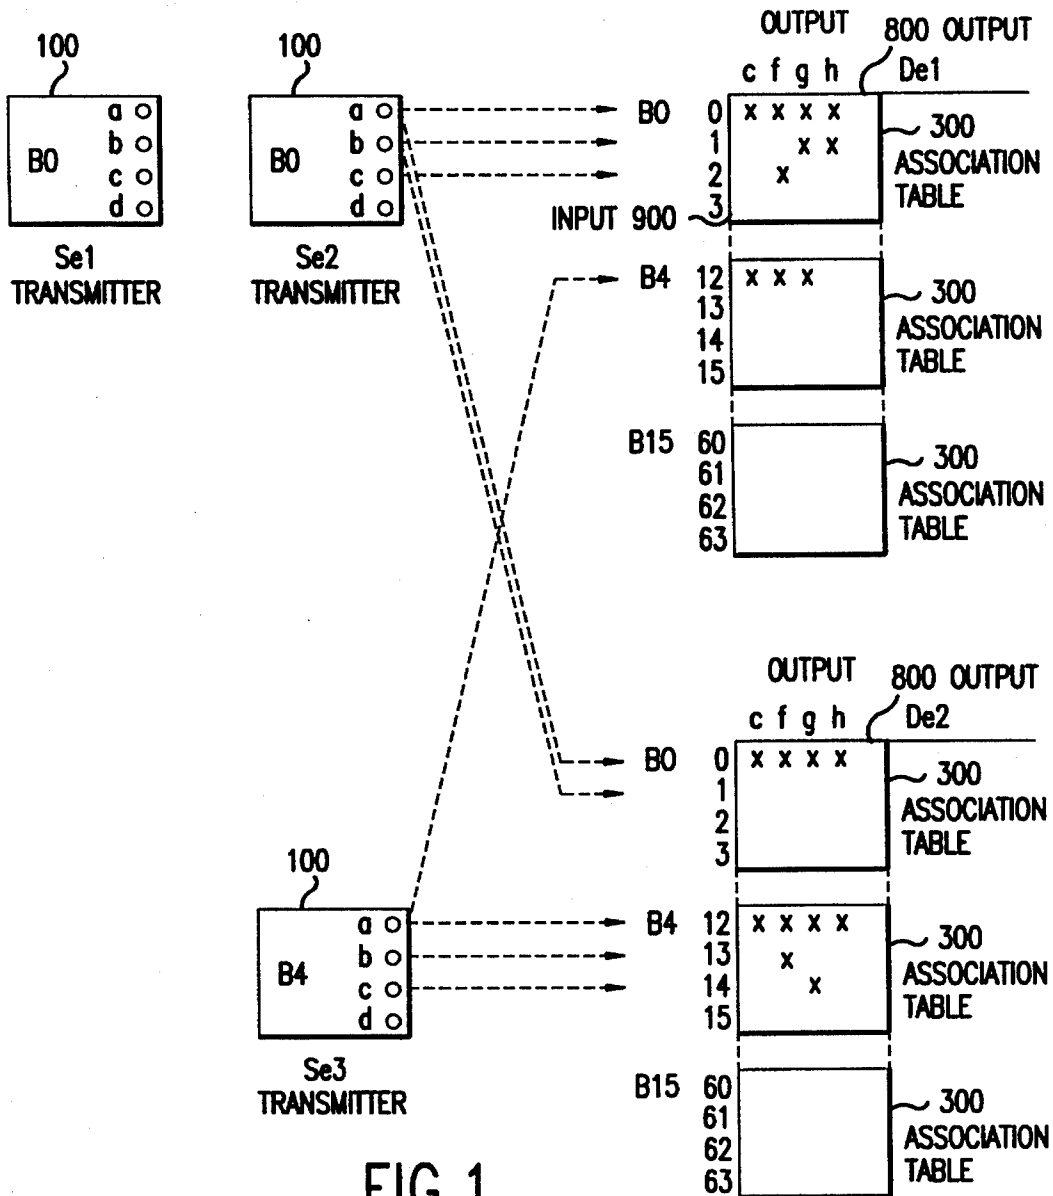 OUTPUT
800 OUTPUT
c f g h
De1
100
B0
a
b
c
d
Se1
TRANSMITTER
100
B0
a
b
c
d
Se2
TRANSMITTER
B0
0 x x x x
1 x x
2 x
3
INPUT 900
300
ASSOCIATION
TABLE
B4
12 x x x
13
14
15
300
ASSOCIATION
TABLE
B15
60
61
62
63
300
ASSOCIATION
TABLE
OUTPUT
800 OUTPUT
c f g h
De2
B0
0 x x x x
1
2
3
300
ASSOCIATION
TABLE
100
B4
a
b
c
d
Se3
TRANSMITTER
B4
12 x x x x
13 x
14 x
15
300
ASSOCIATION
TABLE
B15
60
61
62
63
300
ASSOCIATION
TABLE
FIG. 1